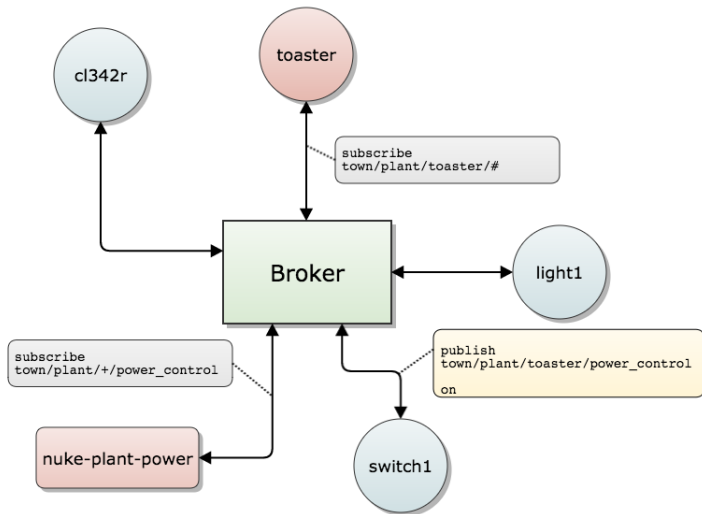 toaster
cl342r
subscribe
town/plant/toaster/#
Broker
light1
subscribe
town/plant/+/power_control
publish
town/plant/toaster/power_control
on
nuke-plant-power
switch1